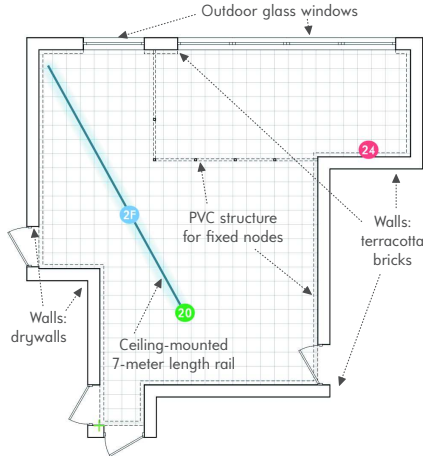 Outdoor glass windows
24
2F
PVC structure
for fixed nodes
Walls:
terracotta
bricks
20
Walls:
drywalls
Ceiling-mounted
7-meter length rail